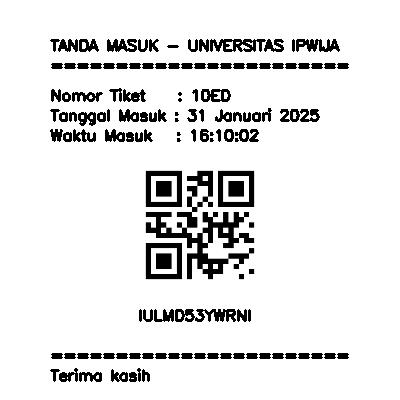 TANDA MASUK - UNIVERSITAS IPWIJA
=======================
Nomor Tiket : 10ED
Tanggal Masuk : 31 Januari 2025
Waktu Masuk : 16:10:02
IULMD53YWRNI
=======================
Terima kasih